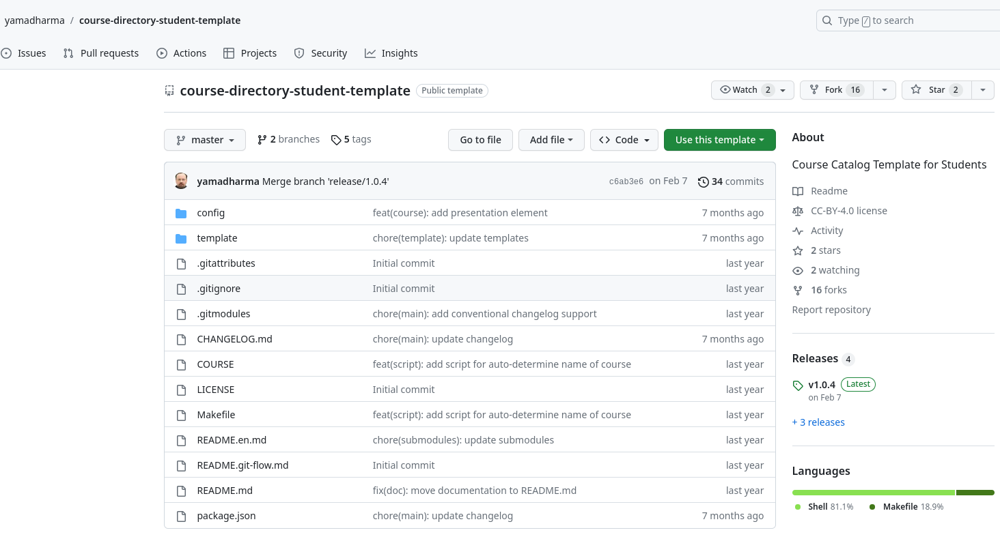 yamadharma / course-directory-student-template Type / to search
Issues Pull requests Actions Projects Security Insights
course-directory-student-template Public template Watch 2 Fork 16 Star 2
master 2 branches 5 tags Go to file Add file Code Use this template
yamadharma Merge branch 'release/1.0.4' c6ab3e6 on Feb 7 34 commits
config feat(course): add presentation element 7 months ago
template chore(template): update templates 7 months ago
.gitattributes Initial commit last year
.gitignore Initial commit last year
.gitmodules chore(main): add conventional changelog support last year
CHANGELOG.md chore(main): update changelog 7 months ago
COURSE feat(script): add script for auto-determine name of course last year
LICENSE Initial commit last year
Makefile feat(script): add script for auto-determine name of course last year
README.en.md chore(submodules): update submodules last year
README.git-flow.md Initial commit last year
README.md fix(doc): move documentation to README.md last year
package.json chore(main): update changelog 7 months ago
About
Course Catalog Template for Students
Readme
CC-BY-4.0 license
Activity
2 stars
2 watching
16 forks
Report repository
Releases 4
v1.0.4 Latest
on Feb 7
+ 3 releases
Languages
Shell 81.1% Makefile 18.9%